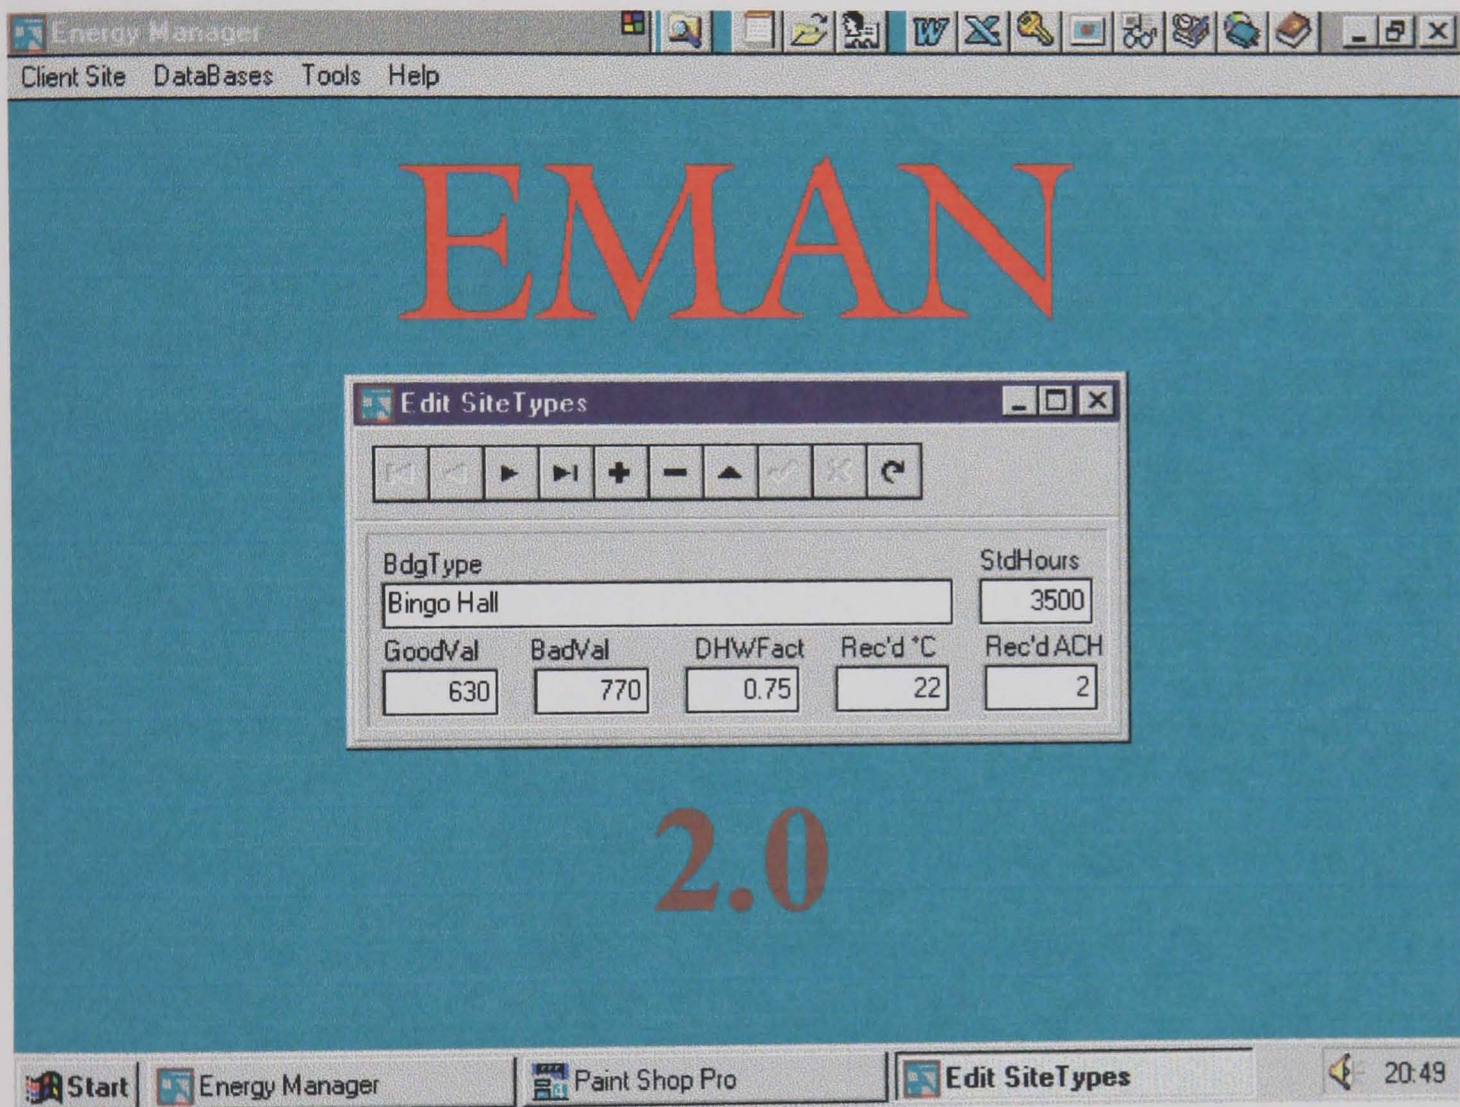 Energy Manager
Client Site DataBases Tools Help
EMAN
Edit SiteTypes
BdgType StdHours
Bingo Hall 3500
GoodVal BadVal DHWFact Rec'd °C Rec'd ACH
630 770 0.75 22 2
2.0
Start Energy Manager Paint Shop Pro Edit SiteTypes 20:49